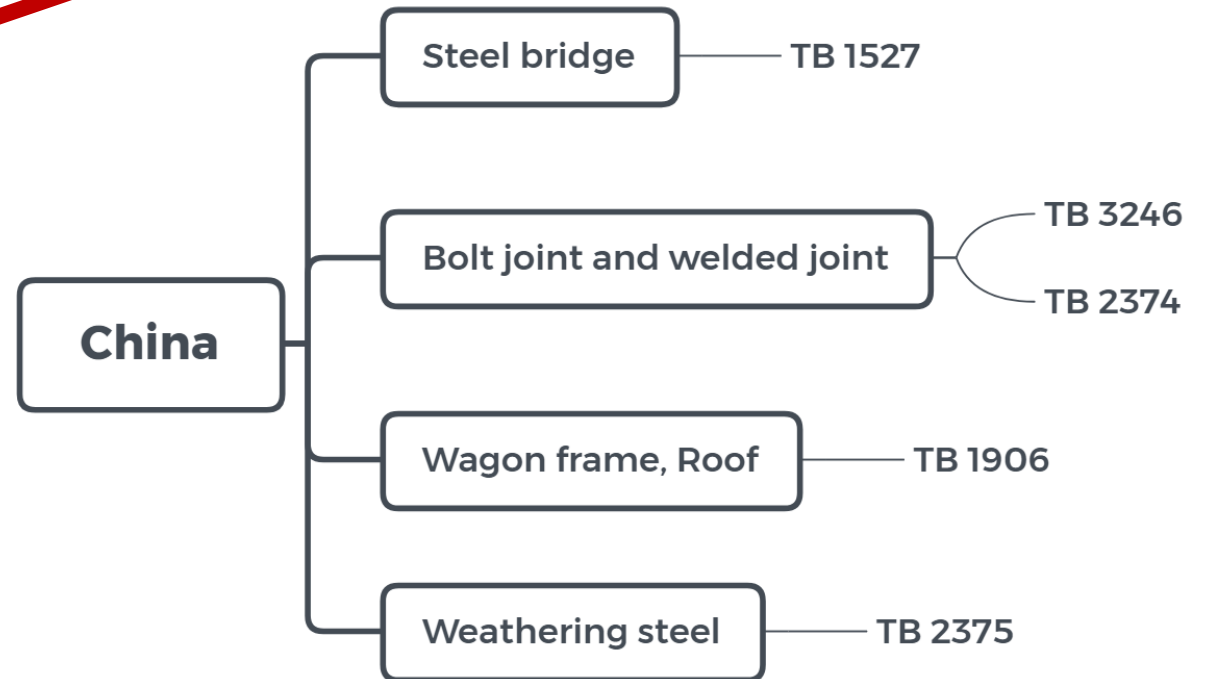 Steel bridge
TB 1527
Bolt joint and welded joint
TB 3246
TB 2374
China
Wagon frame, Roof
TB 1906
Weathering steel
TB 2375